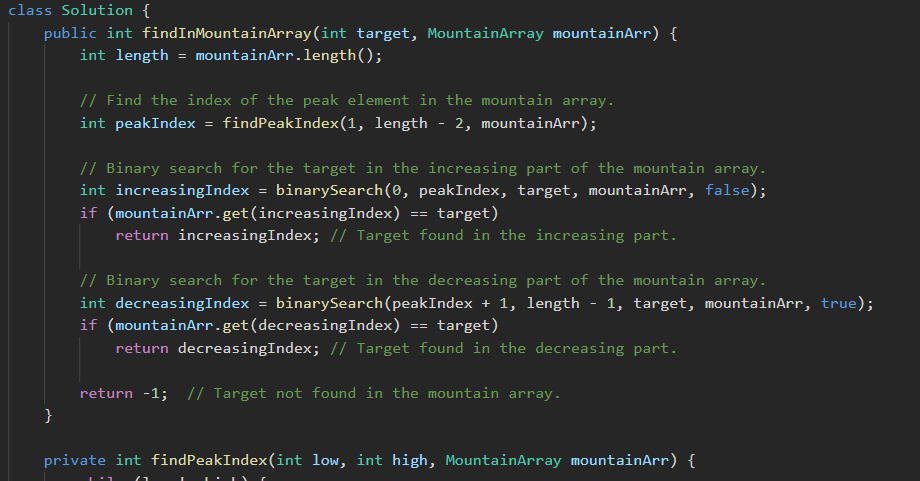 class Solution {
    public int findInMountainArray(int target, MountainArray mountainArr) {
        int length = mountainArr.length();

        // Find the index of the peak element in the mountain array.
        int peakIndex = findPeakIndex(1, length - 2, mountainArr);

        // Binary search for the target in the increasing part of the mountain array.
        int increasingIndex = binarySearch(0, peakIndex, target, mountainArr, false);
        if (mountainArr.get(increasingIndex) == target)
            return increasingIndex; // Target found in the increasing part.

        // Binary search for the target in the decreasing part of the mountain array.
        int decreasingIndex = binarySearch(peakIndex + 1, length - 1, target, mountainArr, true);
        if (mountainArr.get(decreasingIndex) == target)
            return decreasingIndex; // Target found in the decreasing part.

        return -1;  // Target not found in the mountain array.
    }

    private int findPeakIndex(int low, int high, MountainArray mountainArr) {